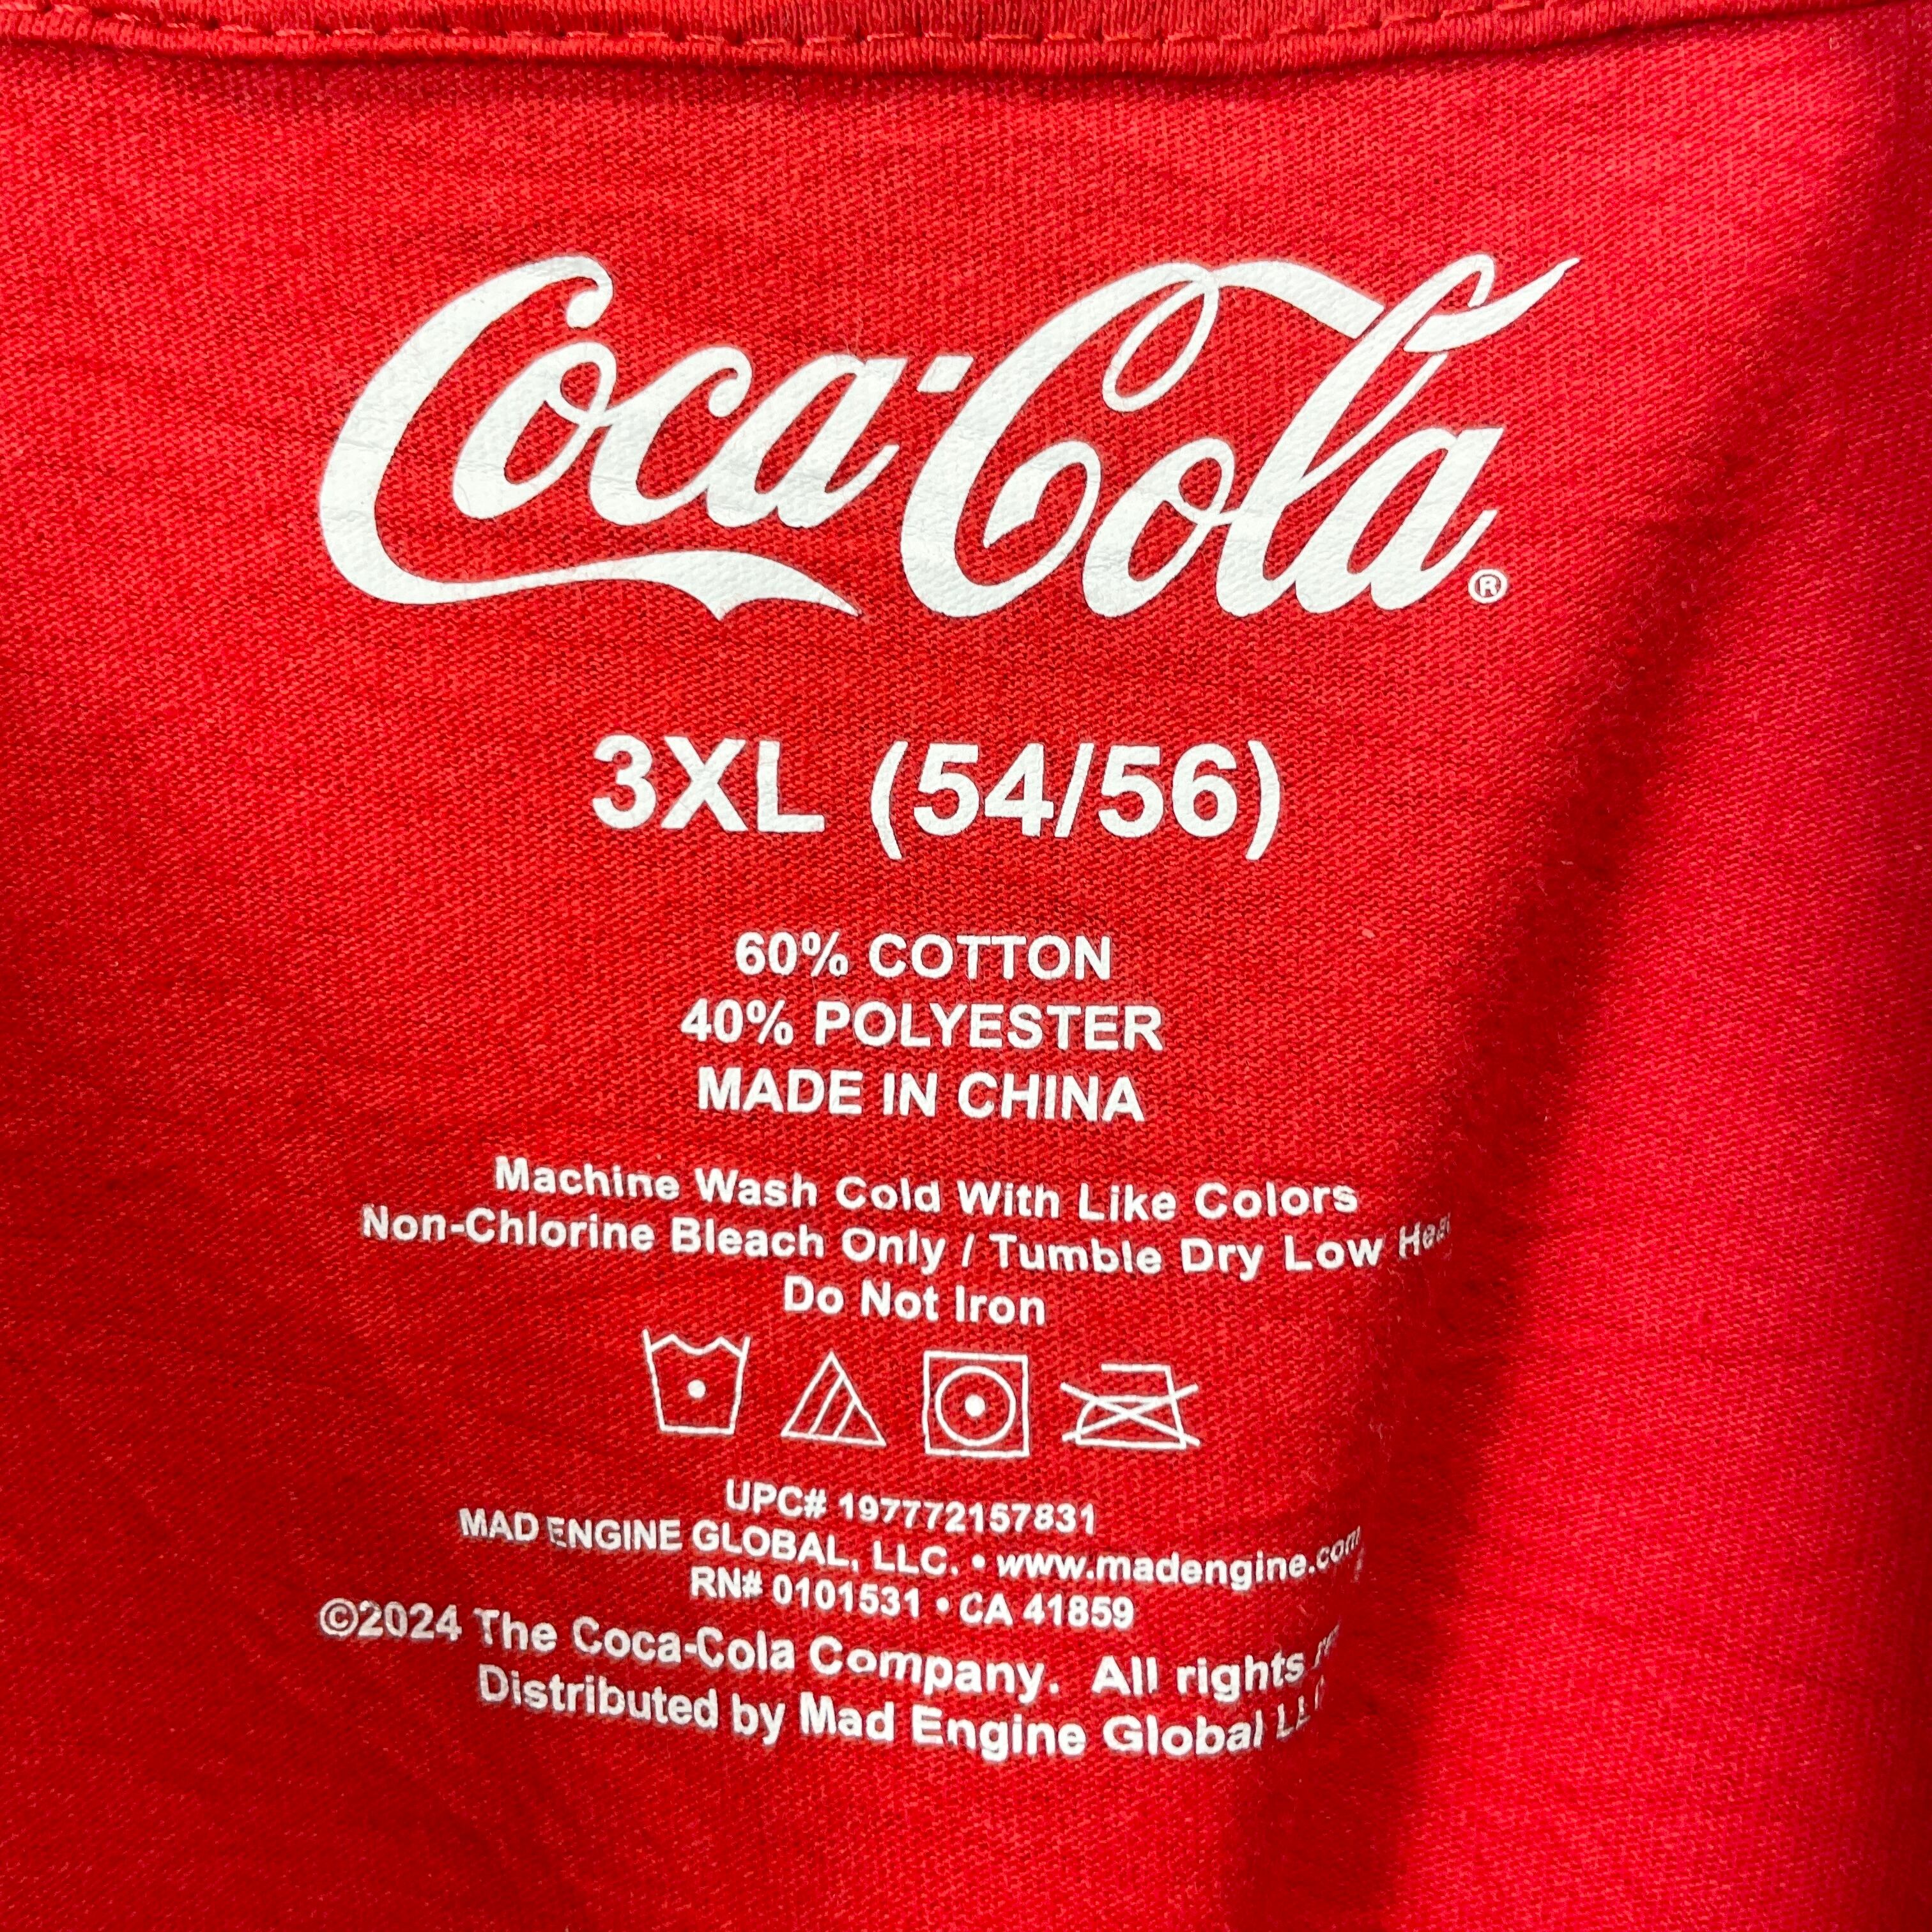 Coca-Cola®
3XL (54/56)
60% COTTON
40% POLYESTER
MADE IN CHINA
Machine Wash Cold With Like Colors
Non-Chlorine Bleach Only / Tumble Dry Low Heat
Do Not Iron
UPC# 197772157831
MAD ENGINE GLOBAL, LLC. • www.madengine.com
RN# 0101531 • CA 41859
©2024 The Coca-Cola Company. All rights
Distributed by Mad Engine Global LLC